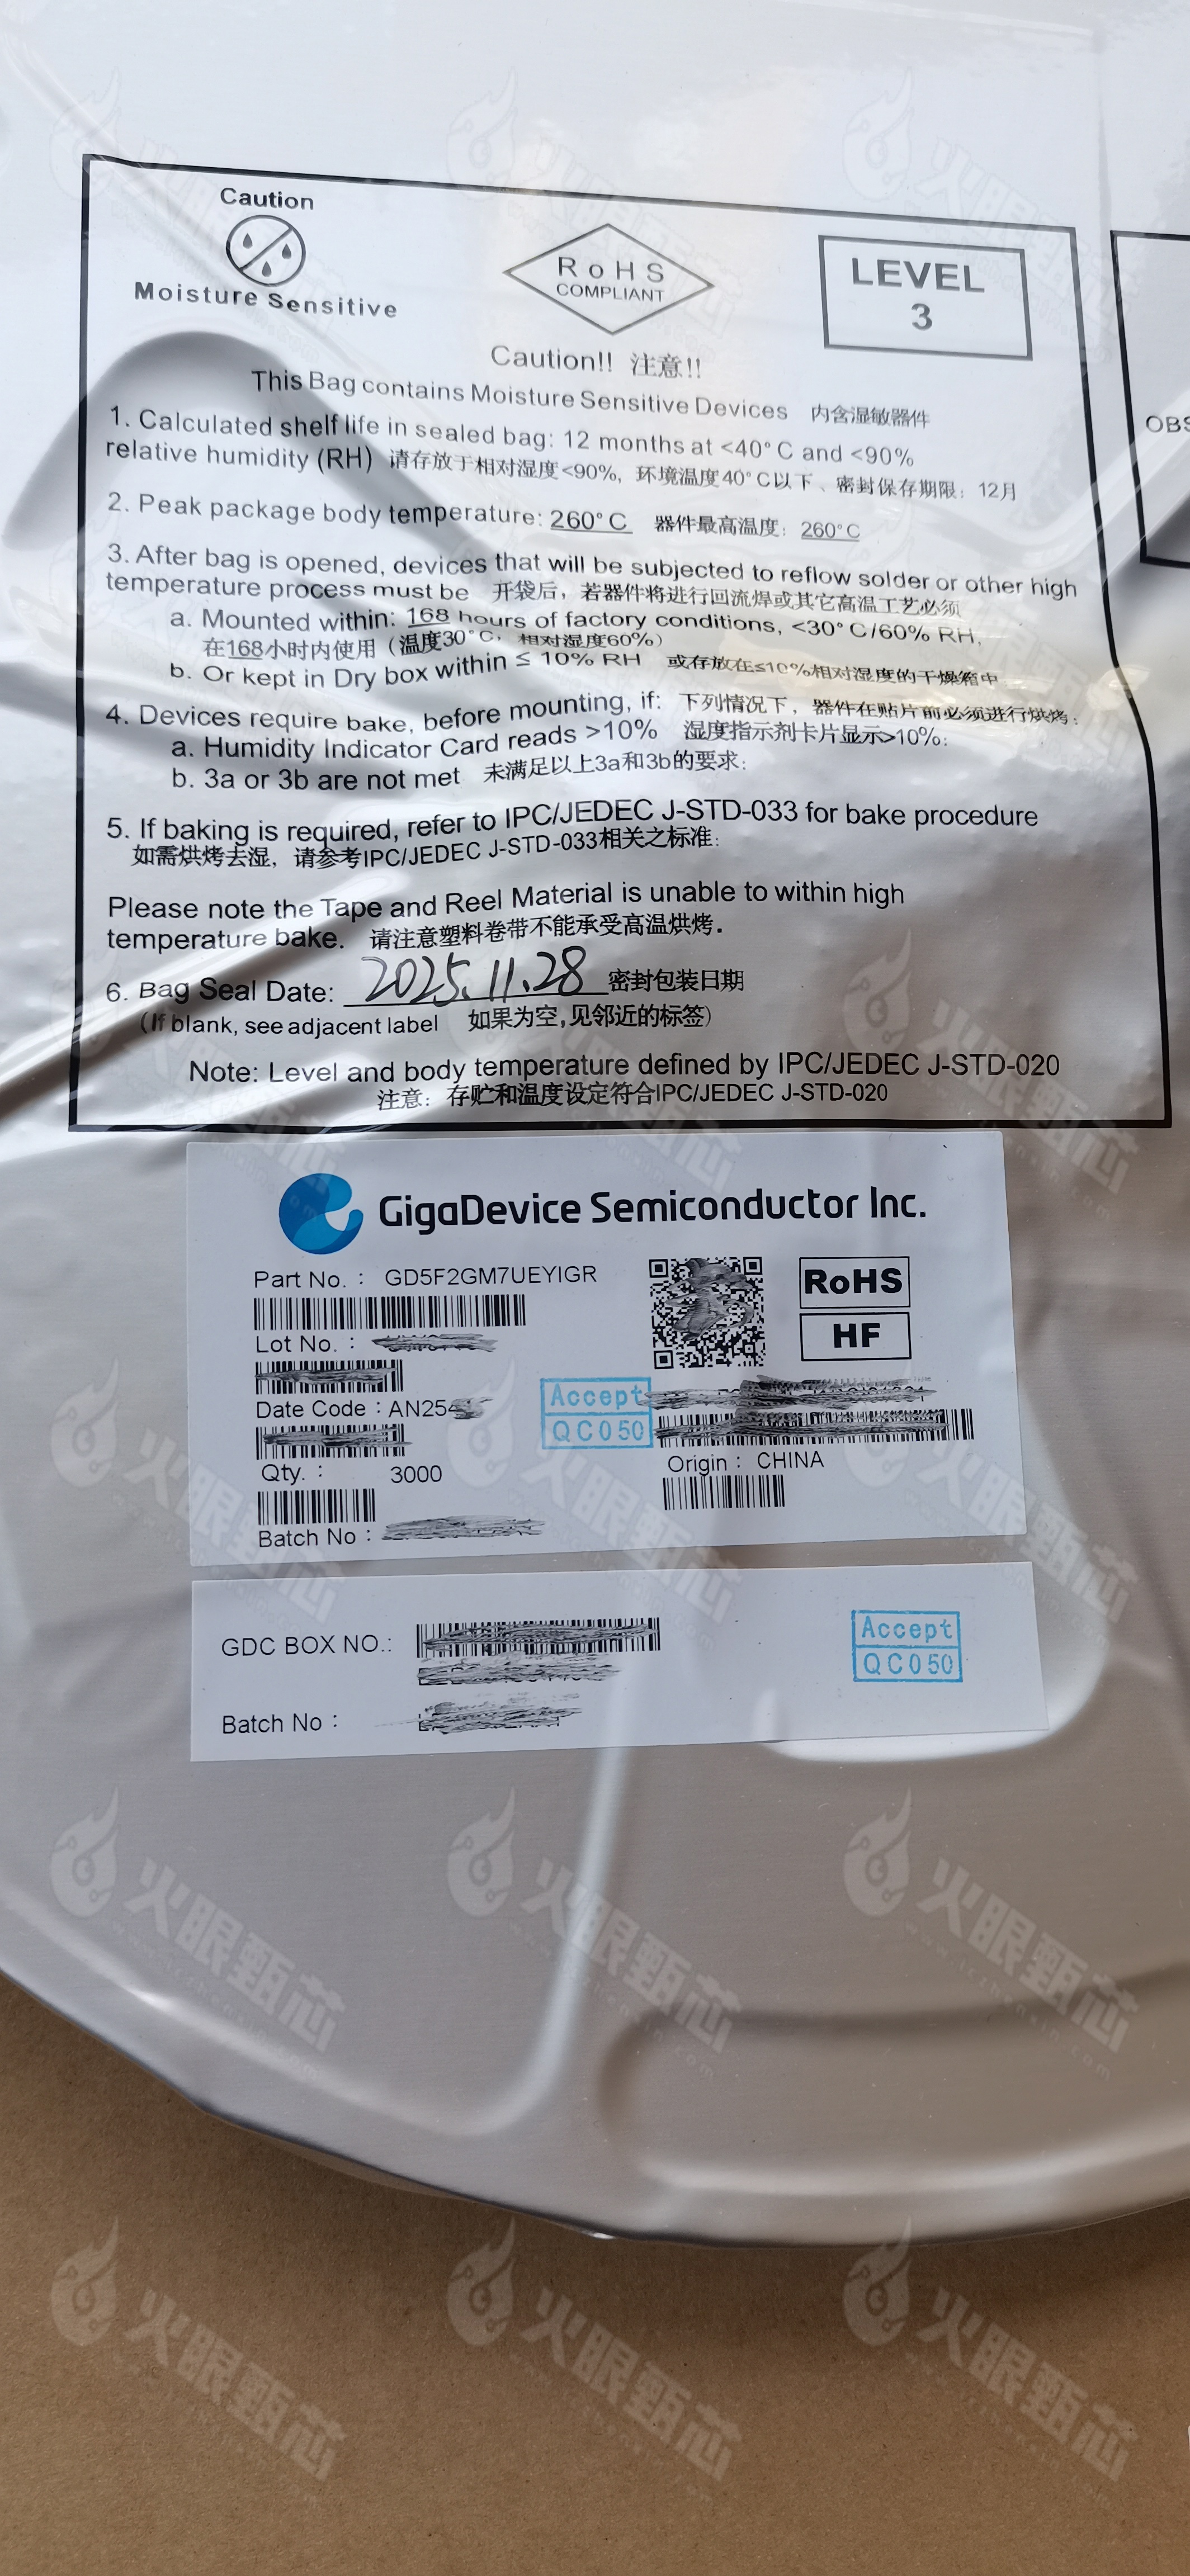 Caution
Moisture Sensitive
RoHS
COMPLIANT
LEVEL
3
Caution!! 注意!!
This Bag contains Moisture Sensitive Devices 内含湿敏器件
1. Calculated shelf life in sealed bag: 12 months at <40°C and <90%
relative humidity (RH) 请存放于相对湿度<90%, 环境温度40°C以下、密封保存期限: 12月
2. Peak package body temperature: 260°C 器件最高温度: 260°C
3. After bag is opened, devices that will be subjected to reflow solder or other high
temperature process must be 开袋后，若器件将进行回流焊或其它高温工艺必须
a. Mounted within: 168 hours of factory conditions, <30°C/60% RH,
在168小时内使用（温度30°C，相对湿度60%）
b. Or kept in Dry box within ≤ 10% RH 或存放在≤10%相对湿度的干燥箱中
4. Devices require bake, before mounting, if: 下列情况下，器件在贴片前必须进行烘烤：
a. Humidity Indicator Card reads >10% 湿度指示剂卡片显示>10%:
b. 3a or 3b are not met 未满足以上3a和3b的要求:
5. If baking is required, refer to IPC/JEDEC J-STD-033 for bake procedure
如需烘烤去湿，请参考IPC/JEDEC J-STD-033相关之标准:
Please note the Tape and Reel Material is unable to within high
temperature bake. 请注意塑料卷带不能承受高温烘烤.
6. Bag Seal Date: 2025.11.28 密封包装日期
(If blank, see adjacent label 如果为空,见邻近的标签)
Note: Level and body temperature defined by IPC/JEDEC J-STD-020
注意: 存贮和温度设定符合IPC/JEDEC J-STD-020
OBS
GigaDevice Semiconductor Inc.
Part No.: GD5F2GM7UEYIGR
RoHS
HF
Lot No.:
Date Code: AN25
Accept
QC050
Qty.: 3000
Origin: CHINA
Batch No:
GDC BOX NO.:
Accept
QC050
Batch No:
火眼甄芯